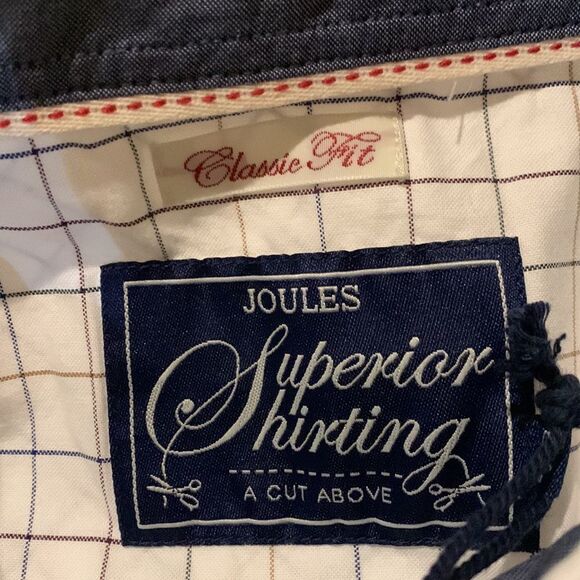 Classic Fit
JOULES
Superior
Shirting
A CUT ABOVE